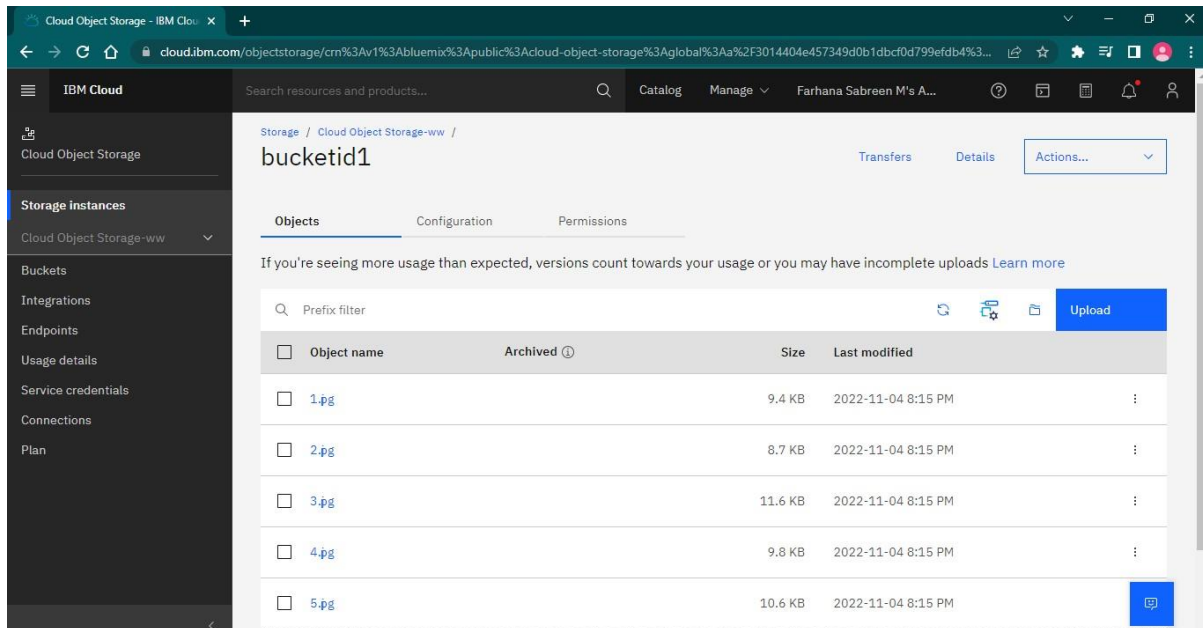 Cloud Object Storage - IBM Clou
cloud.ibm.com/objectstorage/crn%3Av1%3Abluemix%3Apublic%3Acloud-object-storage%3Aglobal%3Aa%2F3014404e457349d0b1dbcf0d799efdb4%3...
IBM Cloud
Search resources and products...
Catalog
Manage
Farhana Sabreen M's A...
Cloud Object Storage
Storage instances
Cloud Object Storage-ww
Buckets
Integrations
Endpoints
Usage details
Service credentials
Connections
Plan
Storage / Cloud Object Storage-ww /
bucketid1
Transfers
Details
Actions...
Objects
Configuration
Permissions
If you're seeing more usage than expected, versions count towards your usage or you may have incomplete uploads Learn more
Prefix filter
Upload
Object name Archived Size Last modified
1.jpg 9.4 KB 2022-11-04 8:15 PM
2.jpg 8.7 KB 2022-11-04 8:15 PM
3.jpg 11.6 KB 2022-11-04 8:15 PM
4.jpg 9.8 KB 2022-11-04 8:15 PM
5.jpg 10.6 KB 2022-11-04 8:15 PM